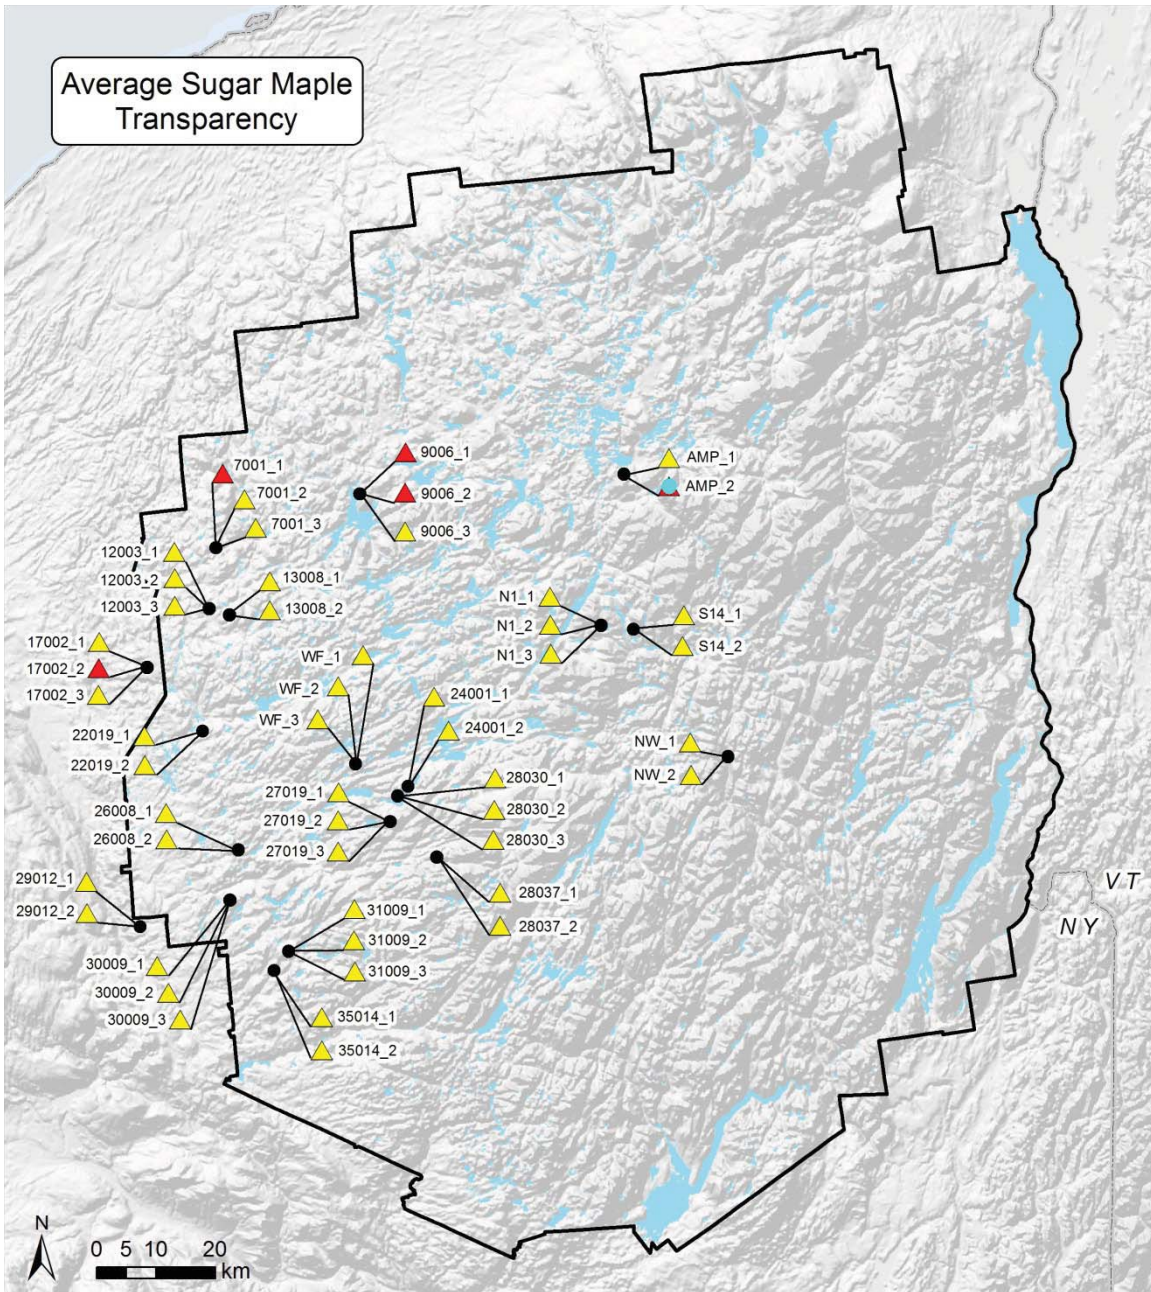 Average Sugar Maple
Transparency
9006_1
7001_1
AMP_1
9006_2
AMP_2
7001_2
7001_3
9006_3
12003_1
12003_2
13008_1
12003_3
13008_2
N1_1
S14_1
N1_2
17002_1
S14_2
WF_1
N1_3
17002_2
WF_2
17002_3
24001_1
WF_3
24001_2
22019_1
NW_1
22019_2
28030_1
NW_2
27019_1
26008_1
28030_2
27019_2
26008_2
28030_3
27019_3
29012_1
VT
28037_1
31009_1
29012_2
NY
28037_2
31009_2
30009_1
31009_3
30009_2
35014_1
30009_3
35014_2
N
0 5 10 20
km